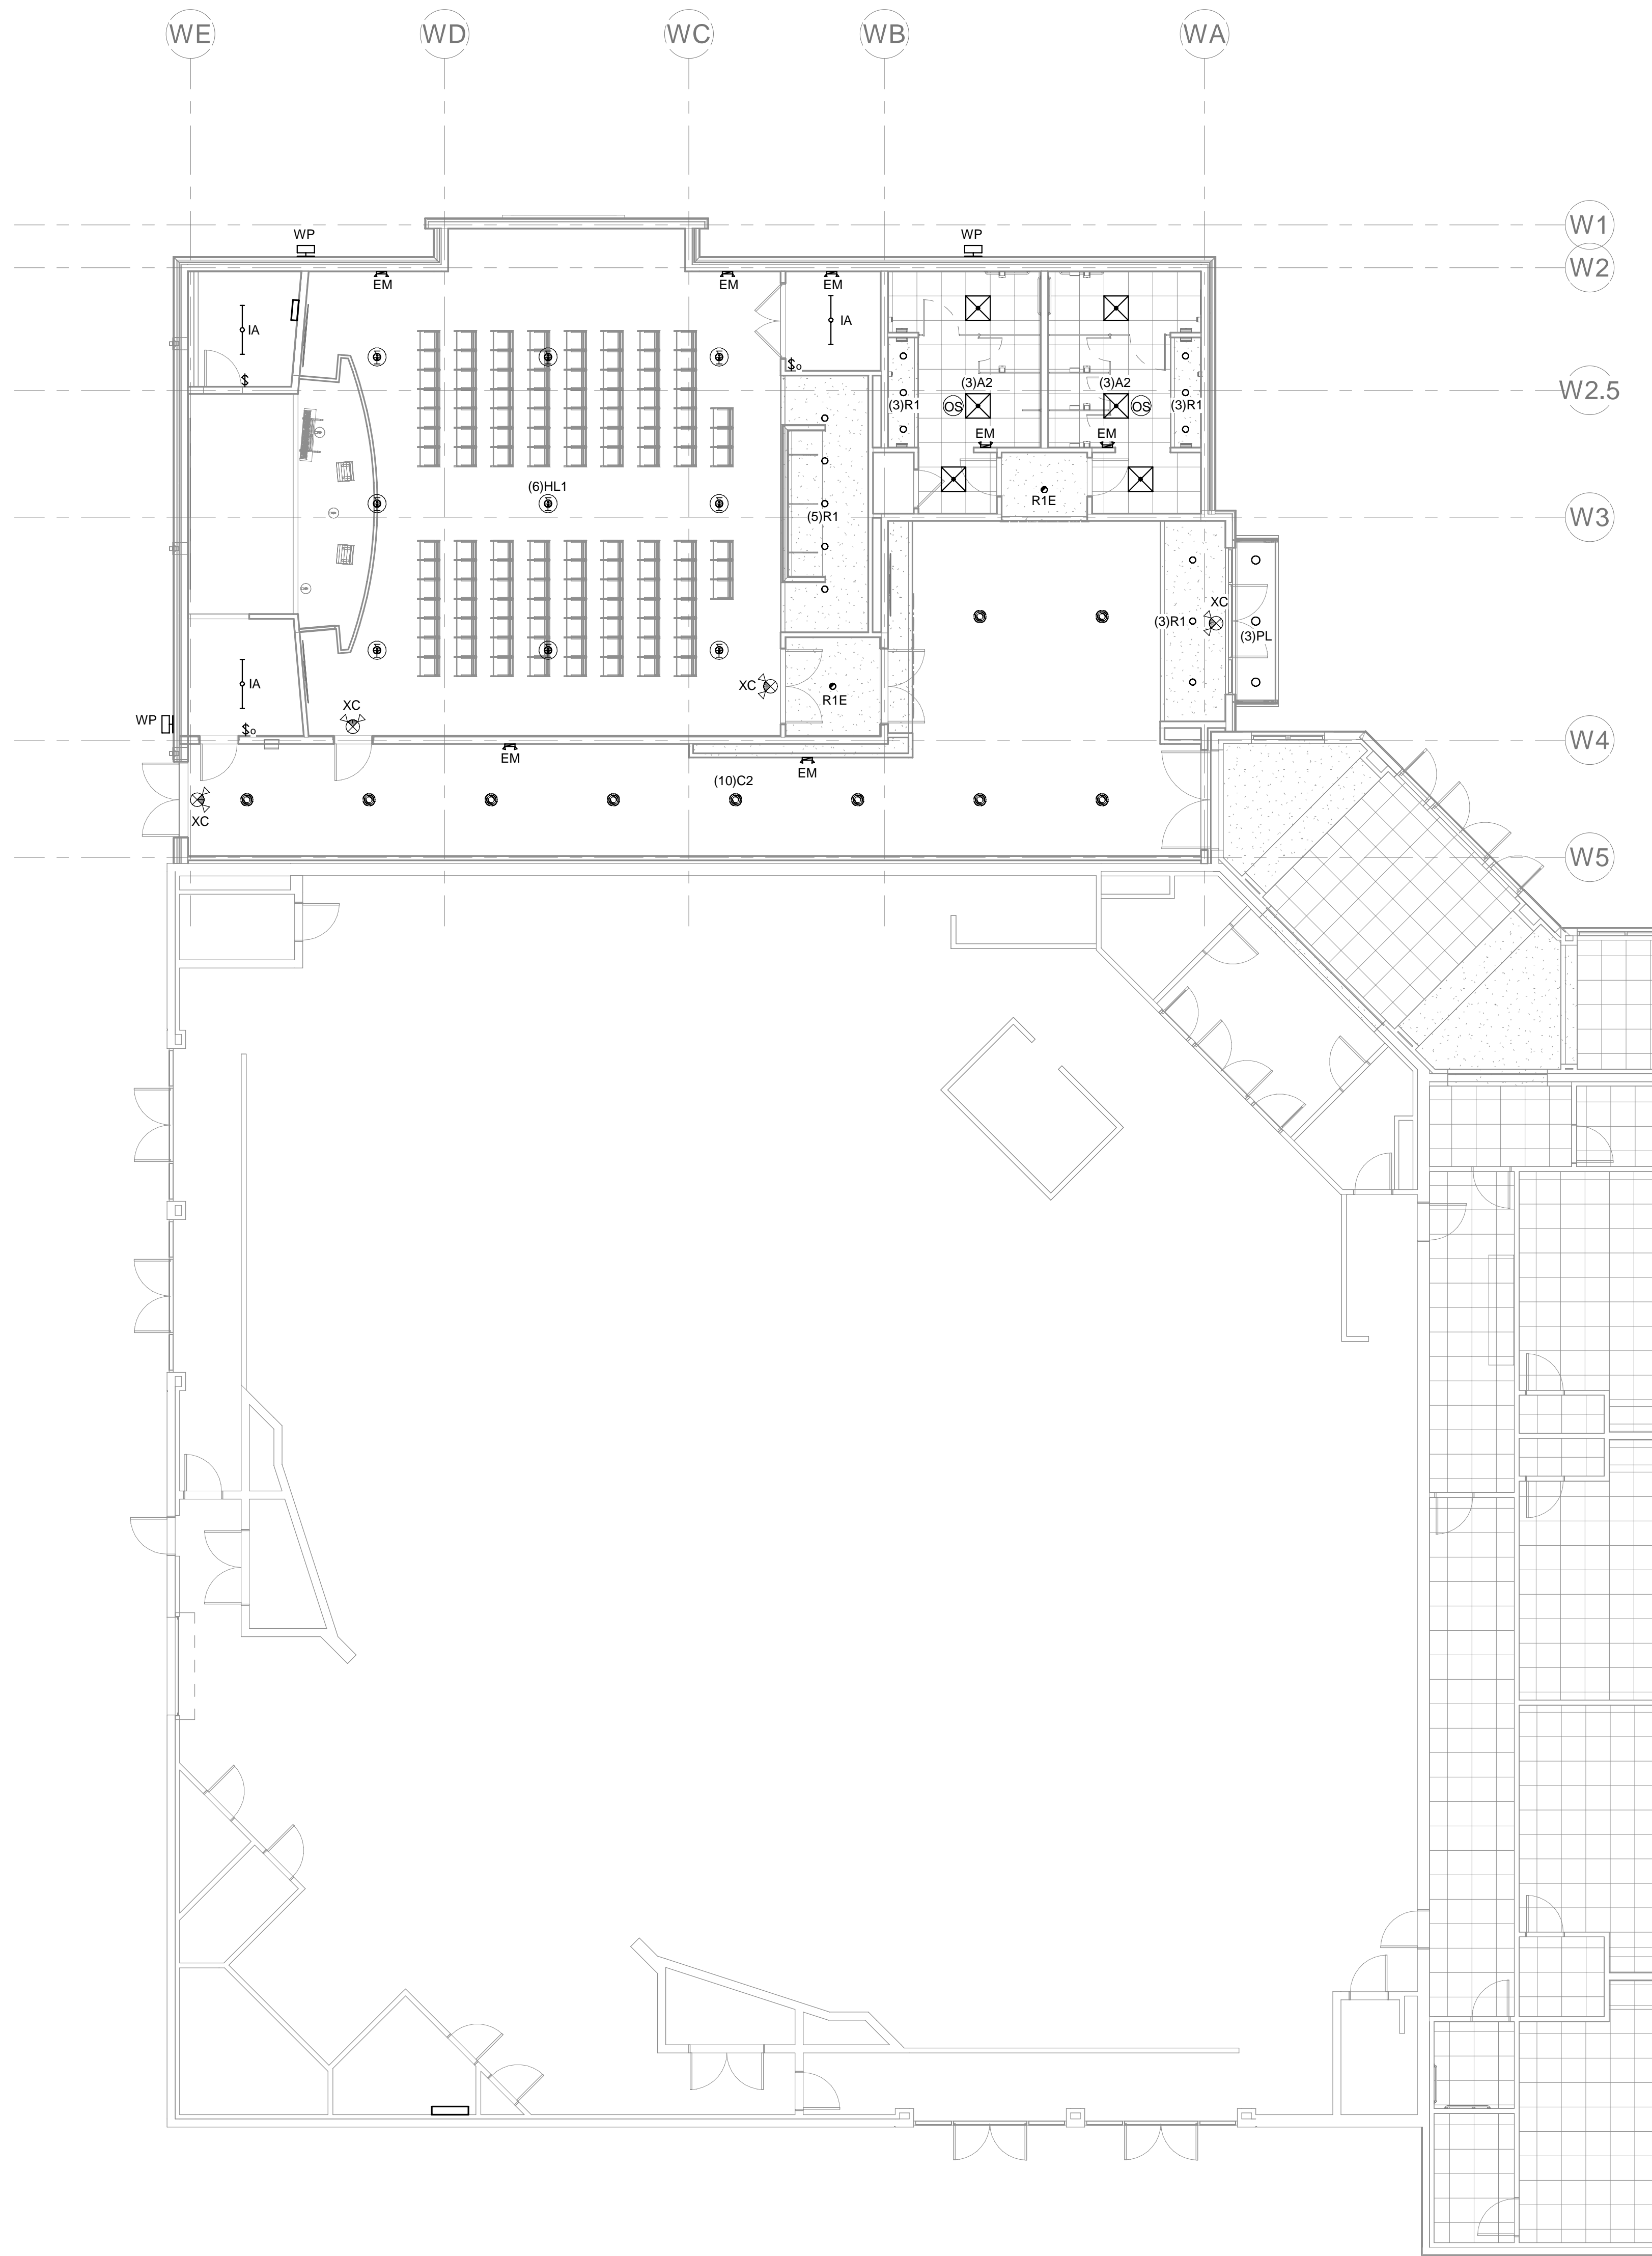 WE WD WC WB WA
W1
WP WP
W2
EM EM EM
IA IA
$ $o
W2.5
(3)A2 (3)A2
(3)R1 OS OS (3)R1
EM EM
(6)HL1
R1E
(5)R1
W3
XC
(3)R1
(3)PL
IA XC
R1E
XC
WP
$o
W4
EM
EM
(10)C2
XC
W5